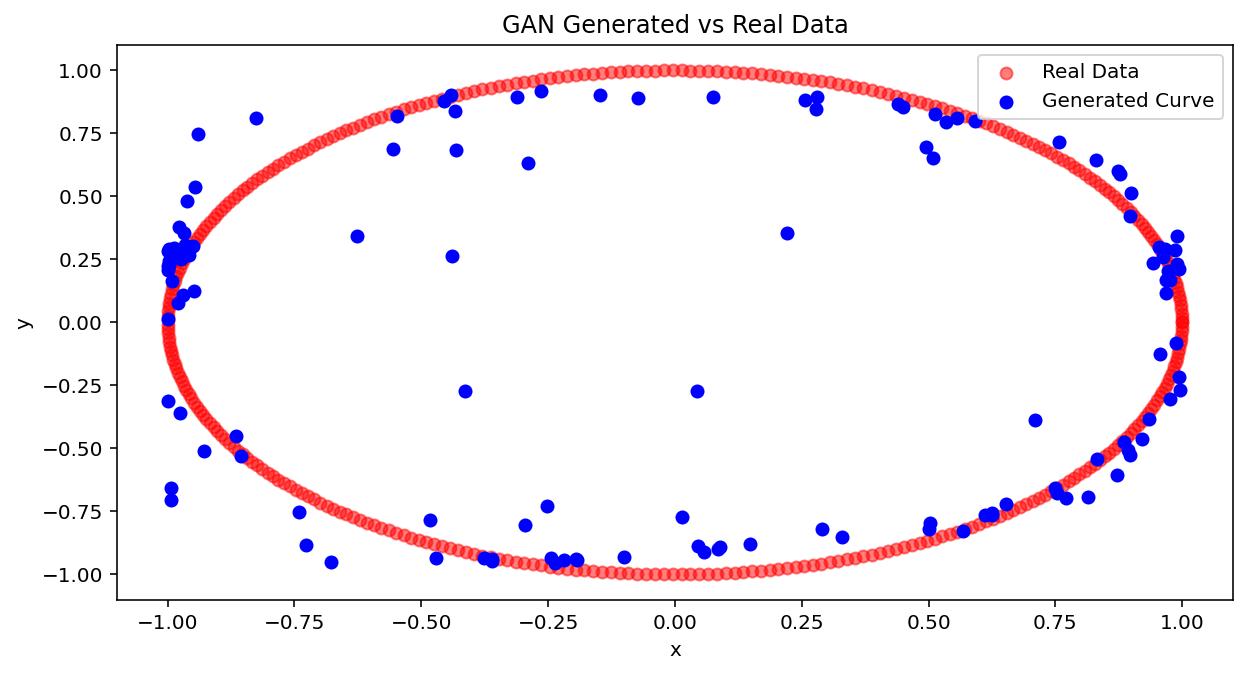 GAN Generated vs Real Data
Real Data
Generated Curve
1.00
0.75
0.50
0.25
0.00
−0.25
−0.50
−0.75
−1.00
y
−1.00 −0.75 −0.50 −0.25 0.00 0.25 0.50 0.75 1.00
x